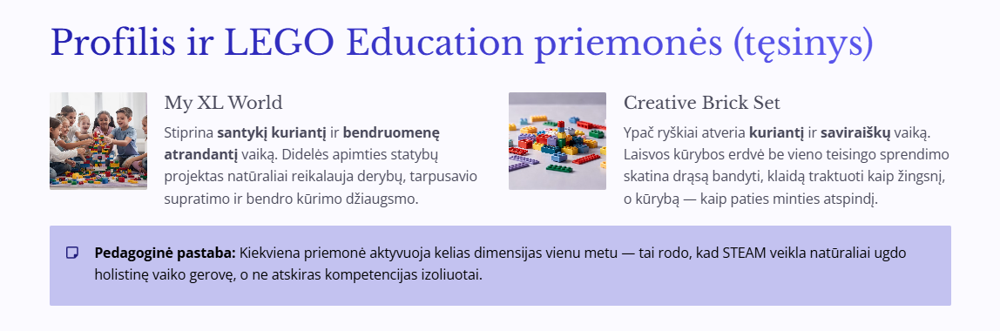 Profilis ir LEGO Education priemonės (tęsinys)
My XL World
Stiprina santykį kuriantį ir bendruomenę
atrandantį vaiką. Didelės apimties statybų
projektas natūraliai reikalauja derybų, tarpusavio
supratimo ir bendro kūrimo džiaugsmo.
Creative Brick Set
Ypač ryškiai atveria kuriantį ir saviraiškų vaiką.
Laisvos kūrybos erdvė be vieno teisingo sprendimo
skatina drąsą bandyti, klaidą traktuoti kaip žingsnį,
o kūrybą — kaip paties minties atspindį.
Pedagoginė pastaba: Kiekviena priemonė aktyvuoja kelias dimensijas vienu metu — tai rodo, kad STEAM veikla natūraliai ugdo
holistinę vaiko gerovę, o ne atskiras kompetencijas izoliuotai.